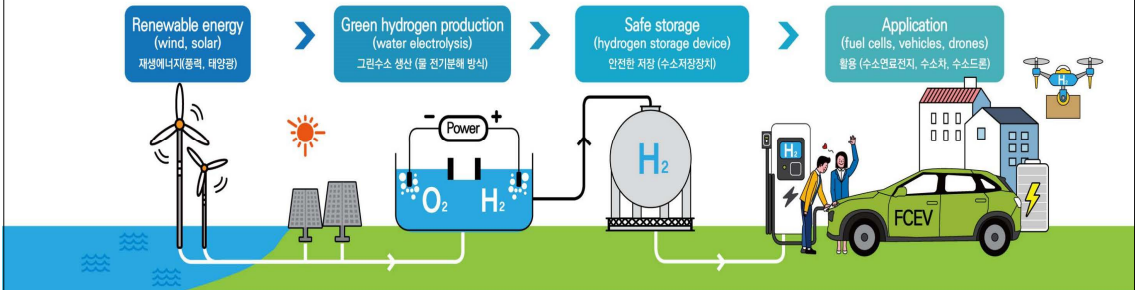 Renewable energy
(wind, solar)
재생에너지(풍력, 태양광)
Green hydrogen production
(water electrolysis)
그린수소 생산 (물 전기분해 방식)
Safe storage
(hydrogen storage device)
안전한 저장 (수소저장장치)
Application
(fuel cells, vehicles, drones)
활용 (수소연료전지, 수소차, 수소드론)
− Power +
O2
H2
H2
H2
H2
FCEV